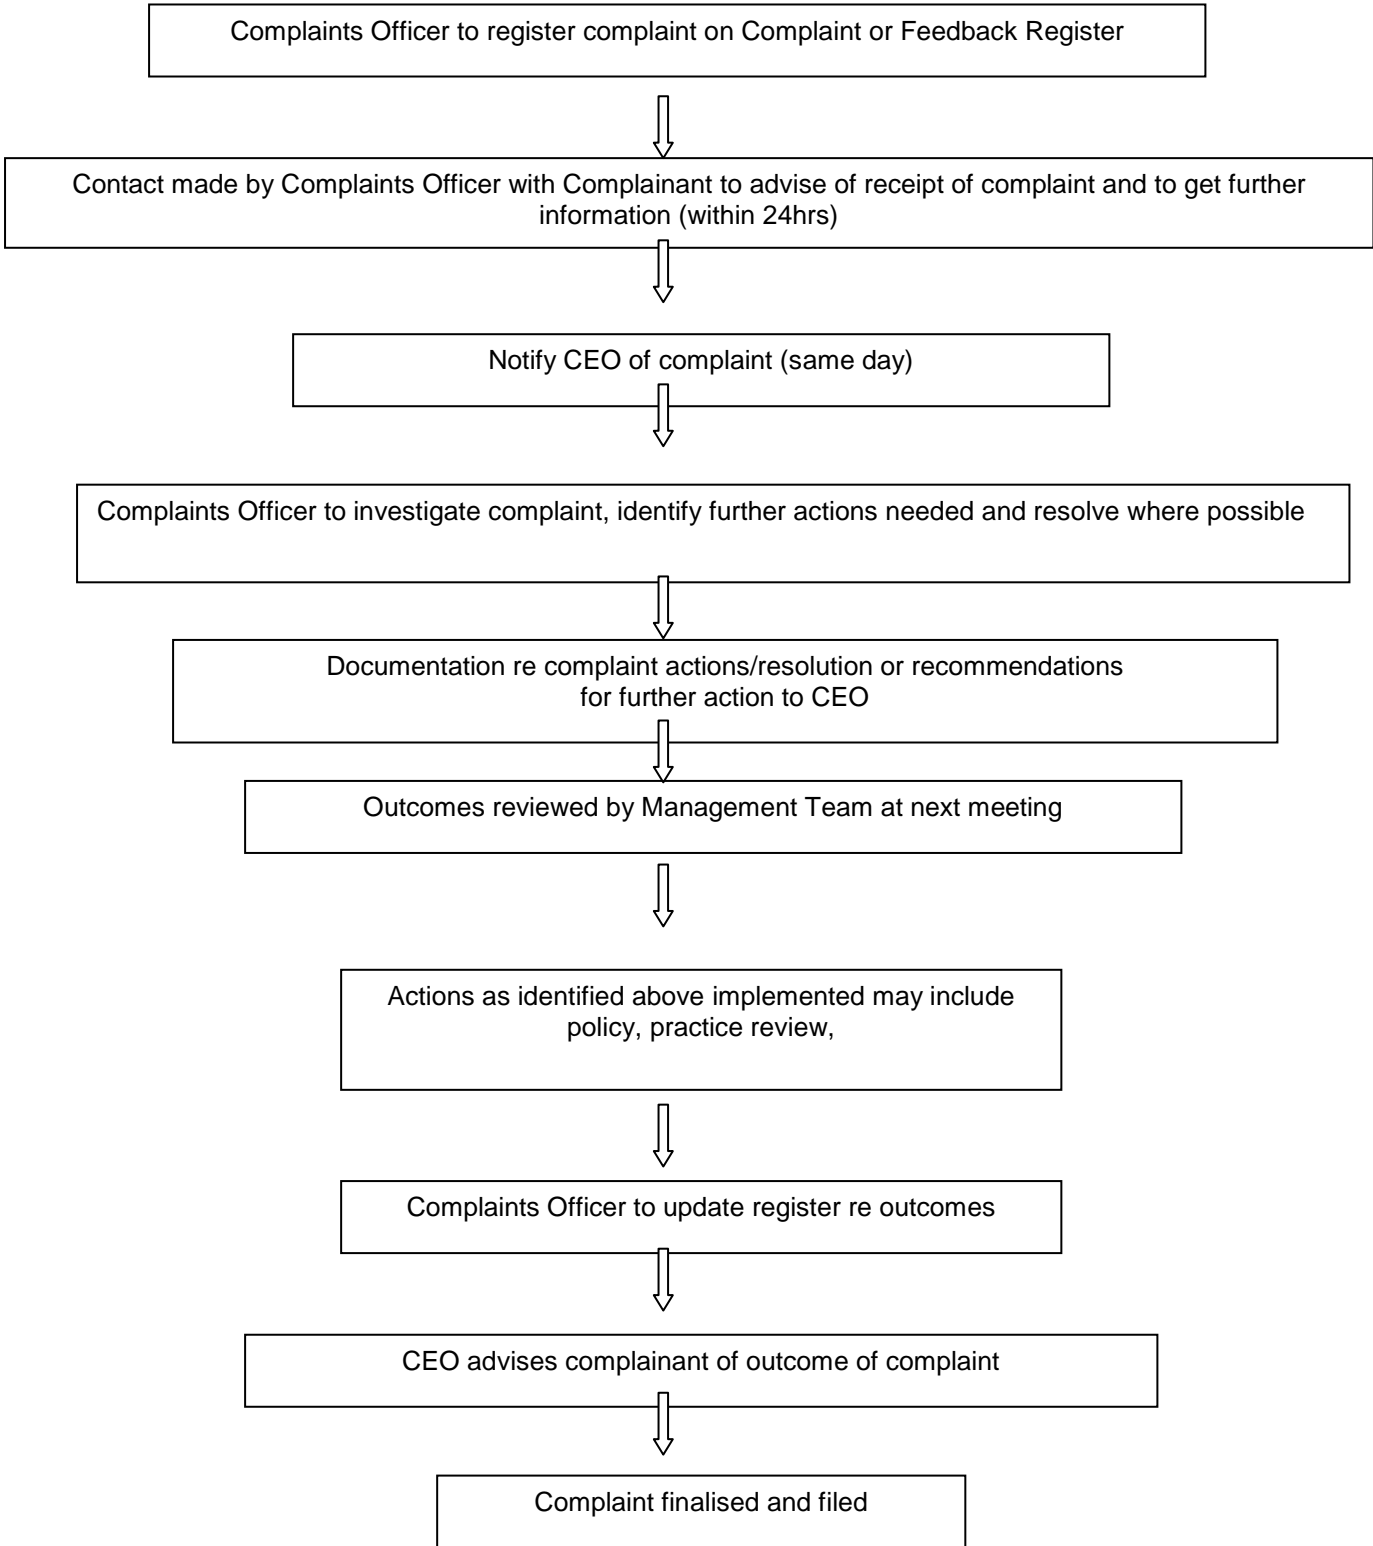 Complaints Officer to register complaint on Complaint or Feedback Register
Contact made by Complaints Officer with Complainant to advise of receipt of complaint and to get further
information (within 24hrs)
Notify CEO of complaint (same day)
Complaints Officer to investigate complaint, identify further actions needed and resolve where possible
Documentation re complaint actions/resolution or recommendations
for further action to CEO
Outcomes reviewed by Management Team at next meeting
Actions as identified above implemented may include
policy, practice review,
Complaints Officer to update register re outcomes
CEO advises complainant of outcome of complaint
Complaint finalised and filed